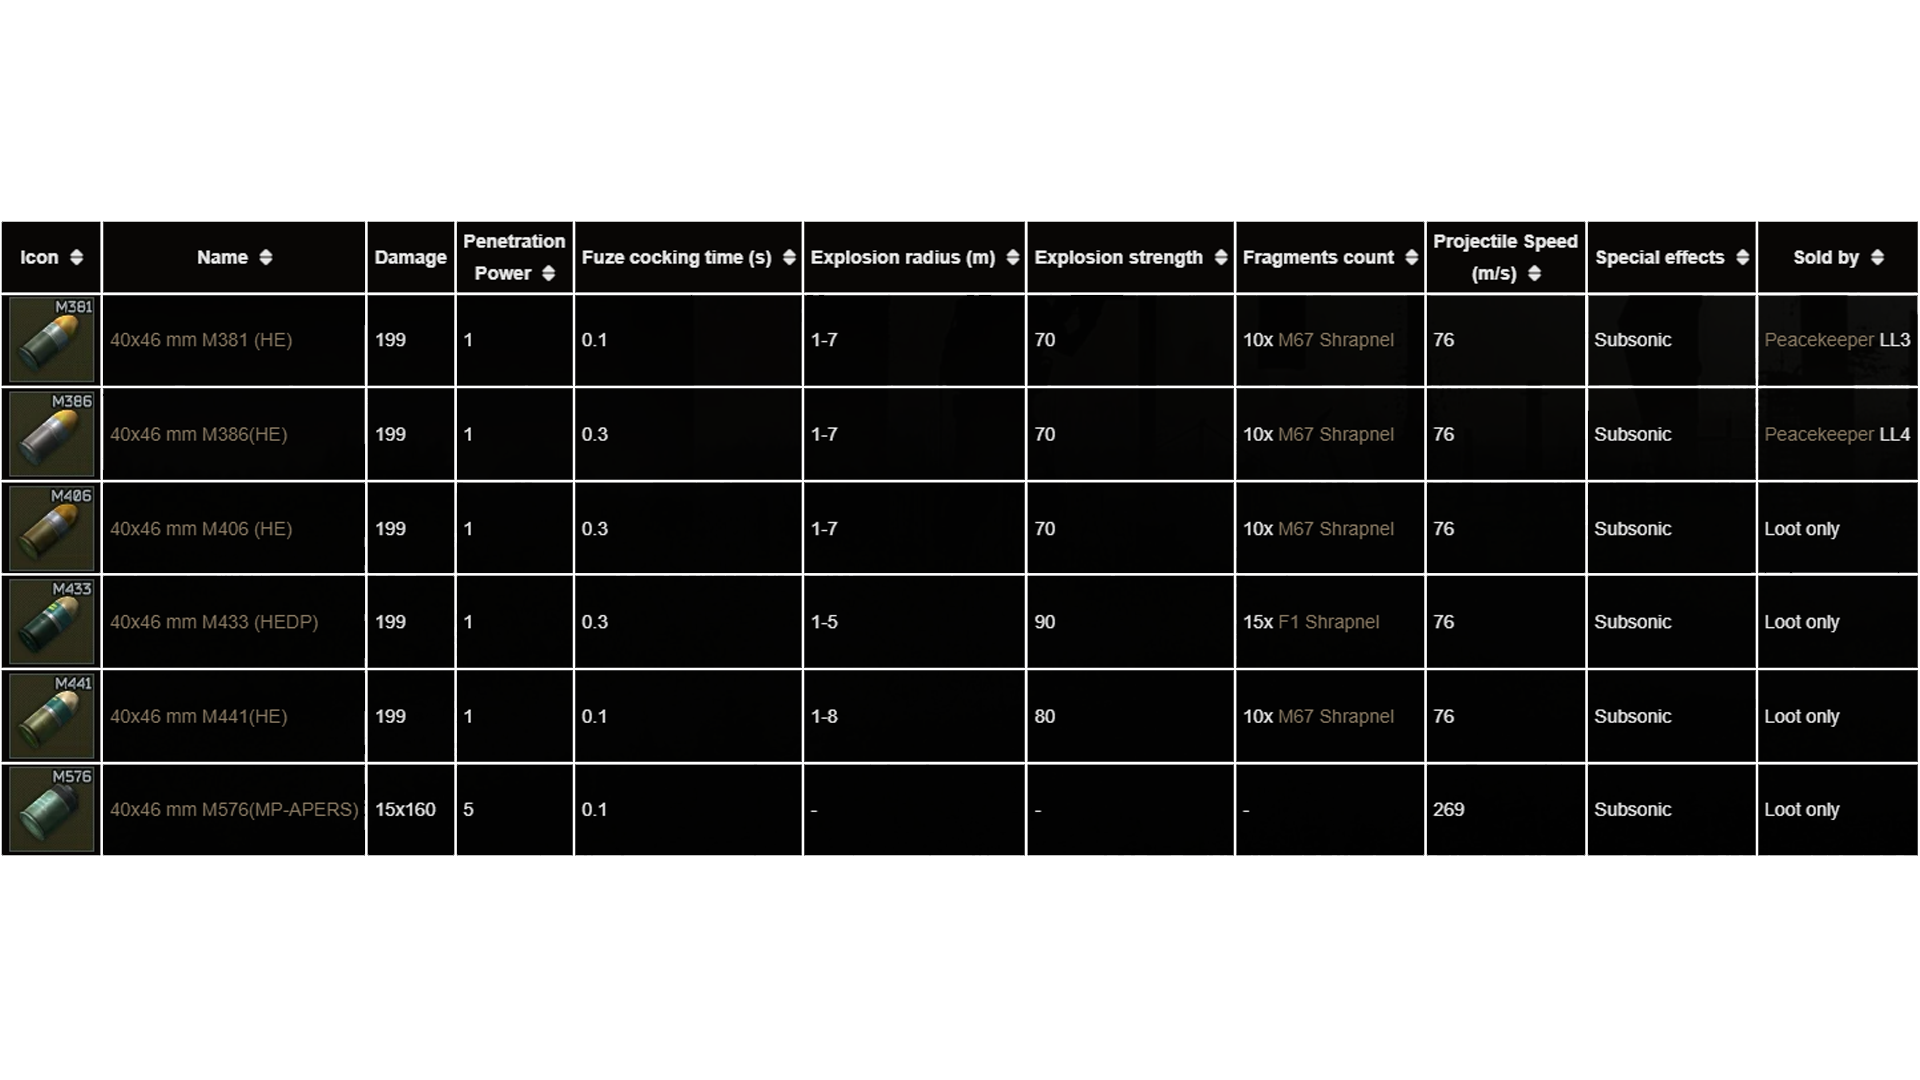 Icon Name Damage Penetration Power Fuze cocking time (s) Explosion radius (m) Explosion strength Fragments count Projectile Speed (m/s) Special effects Sold by
M381 40x46 mm M381 (HE) 199 1 0.1 1-7 70 10x M67 Shrapnel 76 Subsonic Peacekeeper LL3
M386 40x46 mm M386(HE) 199 1 0.3 1-7 70 10x M67 Shrapnel 76 Subsonic Peacekeeper LL4
M406 40x46 mm M406 (HE) 199 1 0.3 1-7 70 10x M67 Shrapnel 76 Subsonic Loot only
M433 40x46 mm M433 (HEDP) 199 1 0.3 1-5 90 15x F1 Shrapnel 76 Subsonic Loot only
M441 40x46 mm M441(HE) 199 1 0.1 1-8 80 10x M67 Shrapnel 76 Subsonic Loot only
M576 40x46 mm M576(MP-APERS) 15x160 5 0.1 - - - 269 Subsonic Loot only